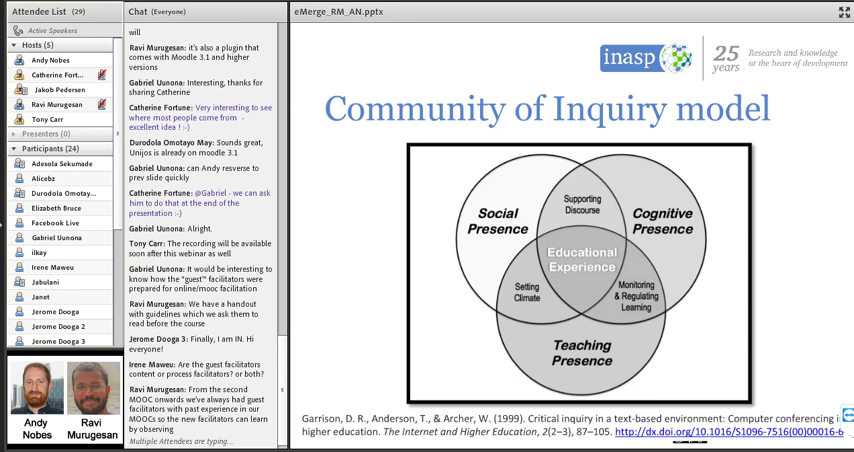 Attendee List (29)
Active Speakers
Hosts (5)
Andy Nobes
Catherine Fort...
Jakob Pedersen
Ravi Murugesan
Tony Carr
Presenters (0)
Participants (24)
Adesola Sekumade
Alicebz
Durodola Omotay...
Elizabeth Bruce
Facebook Live
Gabriel Uunona
ilkay
Irene Maweu
Jabulani
Janet
Jerome Dooga
Jerome Dooga 2
Jerome Dooga 3
Andy
Nobes
Ravi
Murugesan
Chat (Everyone)
will
Ravi Murugesan: it's also a plugin that
comes with Moodle 3.1 and higher
versions
Gabriel Uunona: Interesting, thanks for
sharing Catherine
Catherine Fortune: Very interesting to see
where most people come from -
excellent idea ! :-)
Durodola Omotayo May: Sounds great,
Unijos is already on moodle 3.1
Gabriel Uunona: can Andy resverse to
prev slide quickly
Catherine Fortune: @Gabriel - we can ask
him to do that at the end of the
presentation :-)
Gabriel Uunona: Alright.
Tony Carr: The recording will be available
soon after this webinar as well
Gabriel Uunona: It would be interesting to
know how the "guest" facilitators were
prepared for online/mooc facilitation
Ravi Murugesan: We have a handout
with guidelines which we ask them to
read before the course
Jerome Dooga 3: Finally, I am IN. Hi
everyone!
Irene Maweu: Are the guest facilitators
content or process facilitators? or both?
Ravi Murugesan: From the second
MOOC onwards we've always had guest
facilitators with past experience in our
MOOCs so the new facilitators can learn
by observing
Multiple Attendees are typing...
eMerge_RM_AN.pptx
inasp
25
years
Research and knowledge
at the heart of development
Community of Inquiry model
Social
Presence
Supporting
Discourse
Cognitive
Presence
Educational
Experience
Setting
Climate
Monitoring
& Regulating
Learning
Teaching
Presence
Garrison, D. R., Anderson, T., & Archer, W. (1999). Critical inquiry in a text-based environment: Computer conferencing i
higher education. The Internet and Higher Education, 2(2–3), 87–105. http://dx.doi.org/10.1016/S1096-7516(00)00016-6